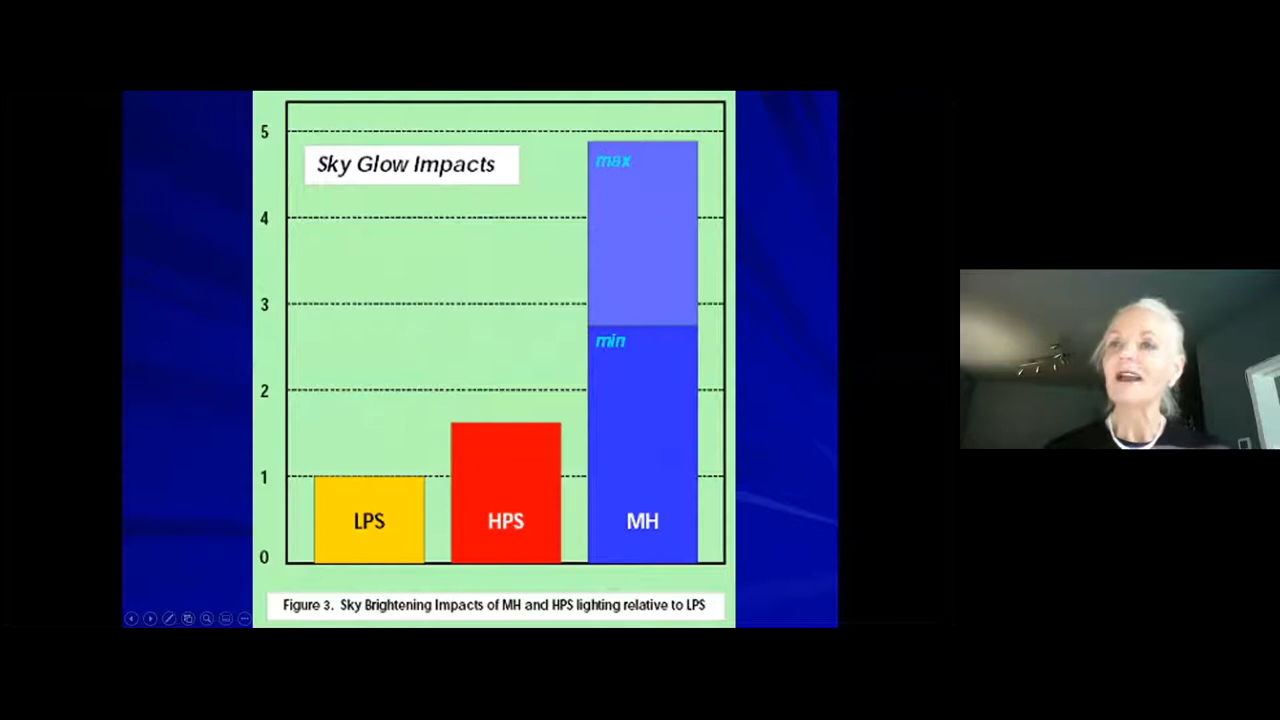 5
Sky Glow Impacts
max
4
3
min
2
1
LPS
HPS
MH
0
Figure 3. Sky Brightening Impacts of MH and HPS lighting relative to LPS